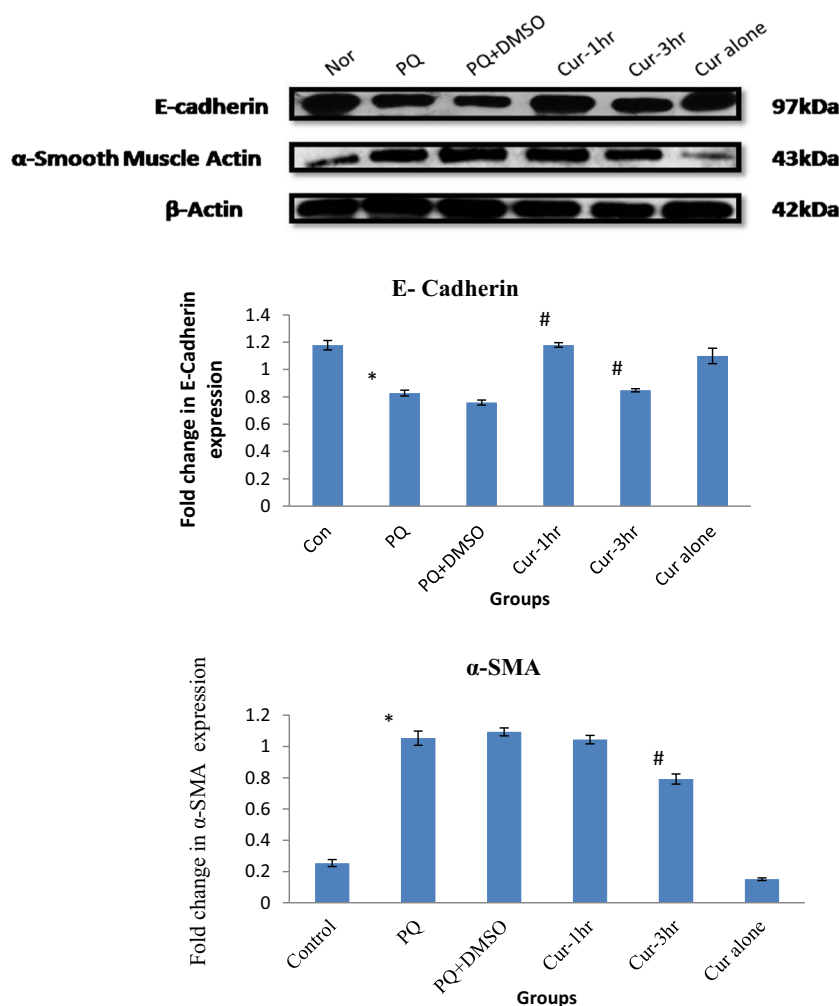 Nor PQ PQ+DMSO Cur-1hr Cur-3hr Cur alone
E-cadherin 97kDa
α-Smooth Muscle Actin 43kDa
β-Actin 42kDa
E- Cadherin
Fold change in E-Cadherin
expression
1.4
1.2
1
0.8
0.6
0.4
0.2
0
*
#
#
Con PQ PQ+DMSO Cur-1hr Cur-3hr Cur alone
Groups
α-SMA
Fold change in α-SMA expression
1.2
1
0.8
0.6
0.4
0.2
0
*
#
Control PQ PQ+DMSO Cur-1hr Cur-3hr Cur alone
Groups